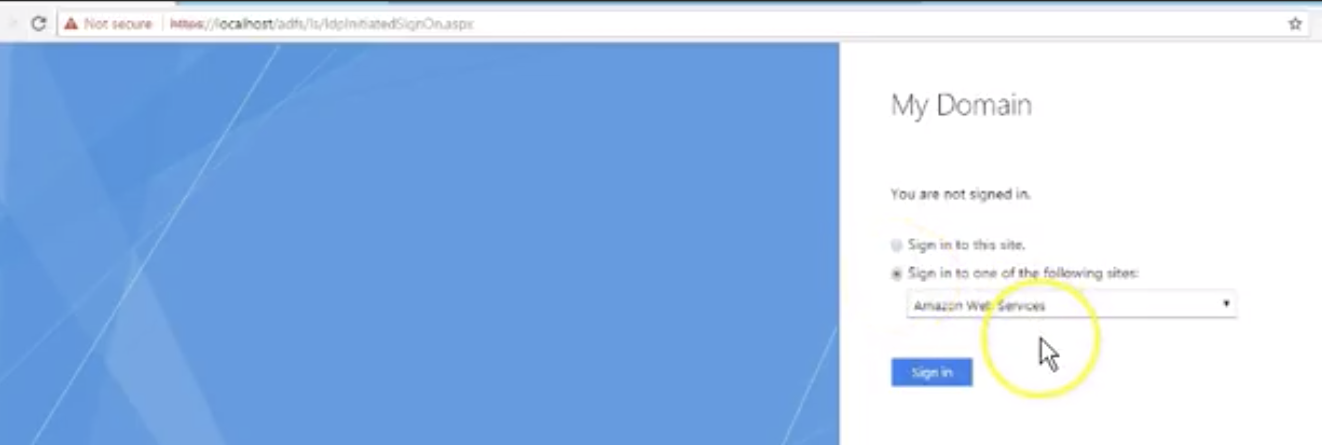 Not secure | https://localhost/adfs/ls/IdpInitiatedSignOn.aspx
My Domain
You are not signed in.
Sign in to this site.
Sign in to one of the following sites:
Amazon Web Services
Sign in